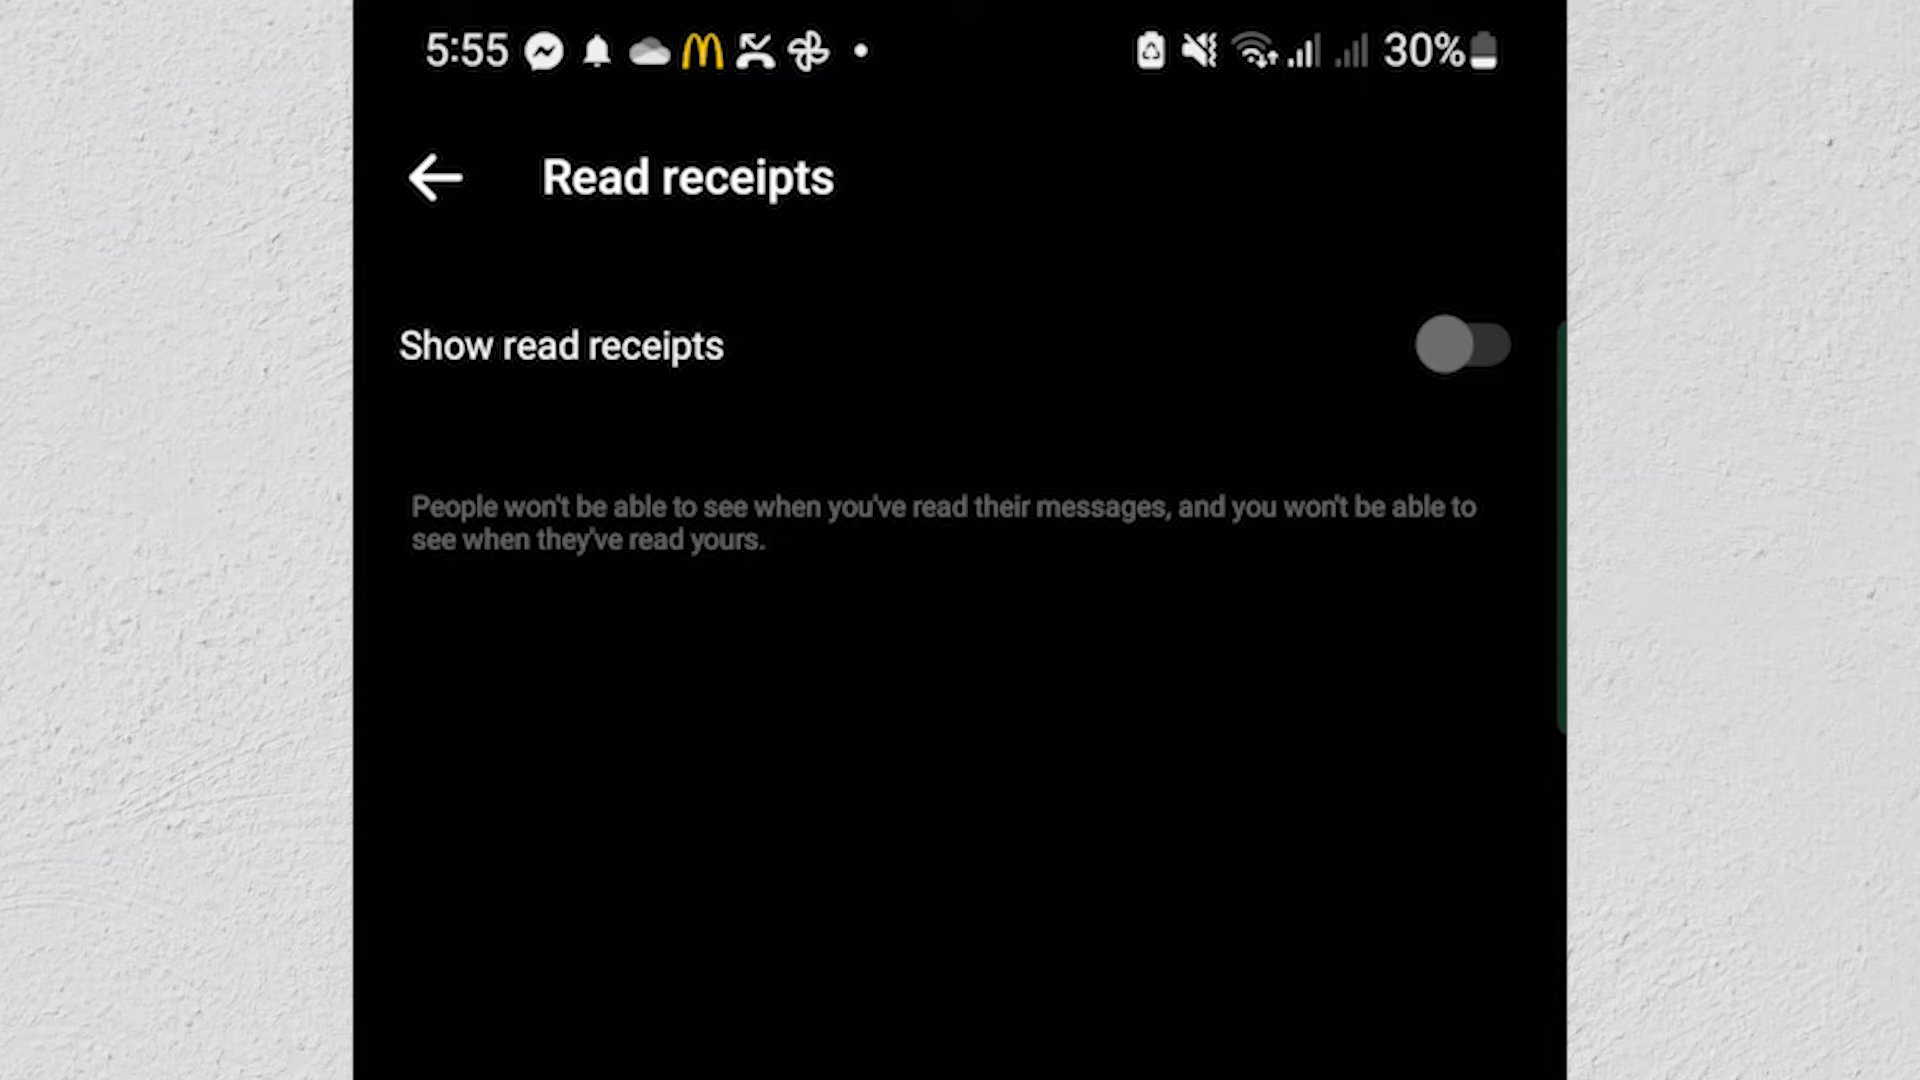 5:55 30%
Read receipts
Show read receipts
People won't be able to see when you've read their messages, and you won't be able to
see when they've read yours.